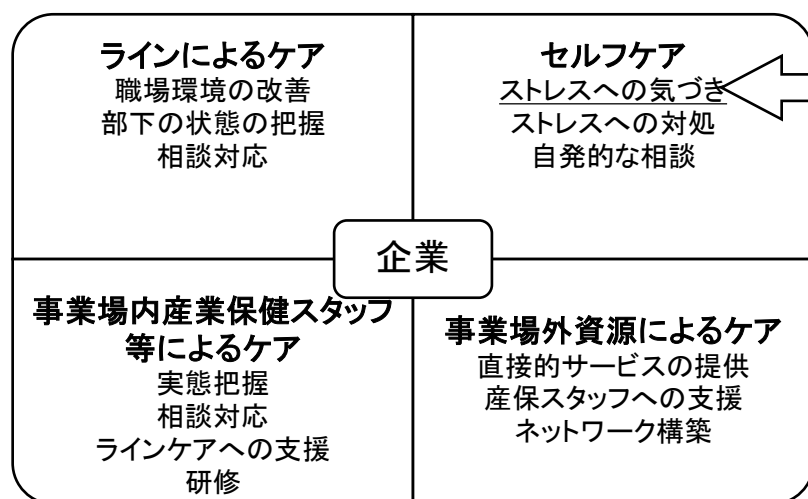 ラインによるケア
職場環境の改善
部下の状態の把握
相談対応
セルフケア
ストレスへの気づき
ストレスへの対処
自発的な相談
企業
事業場内産業保健スタッフ
等によるケア
実態把握
相談対応
ラインケアへの支援
研修
事業場外資源によるケア
直接的サービスの提供
産保スタッフへの支援
ネットワーク構築